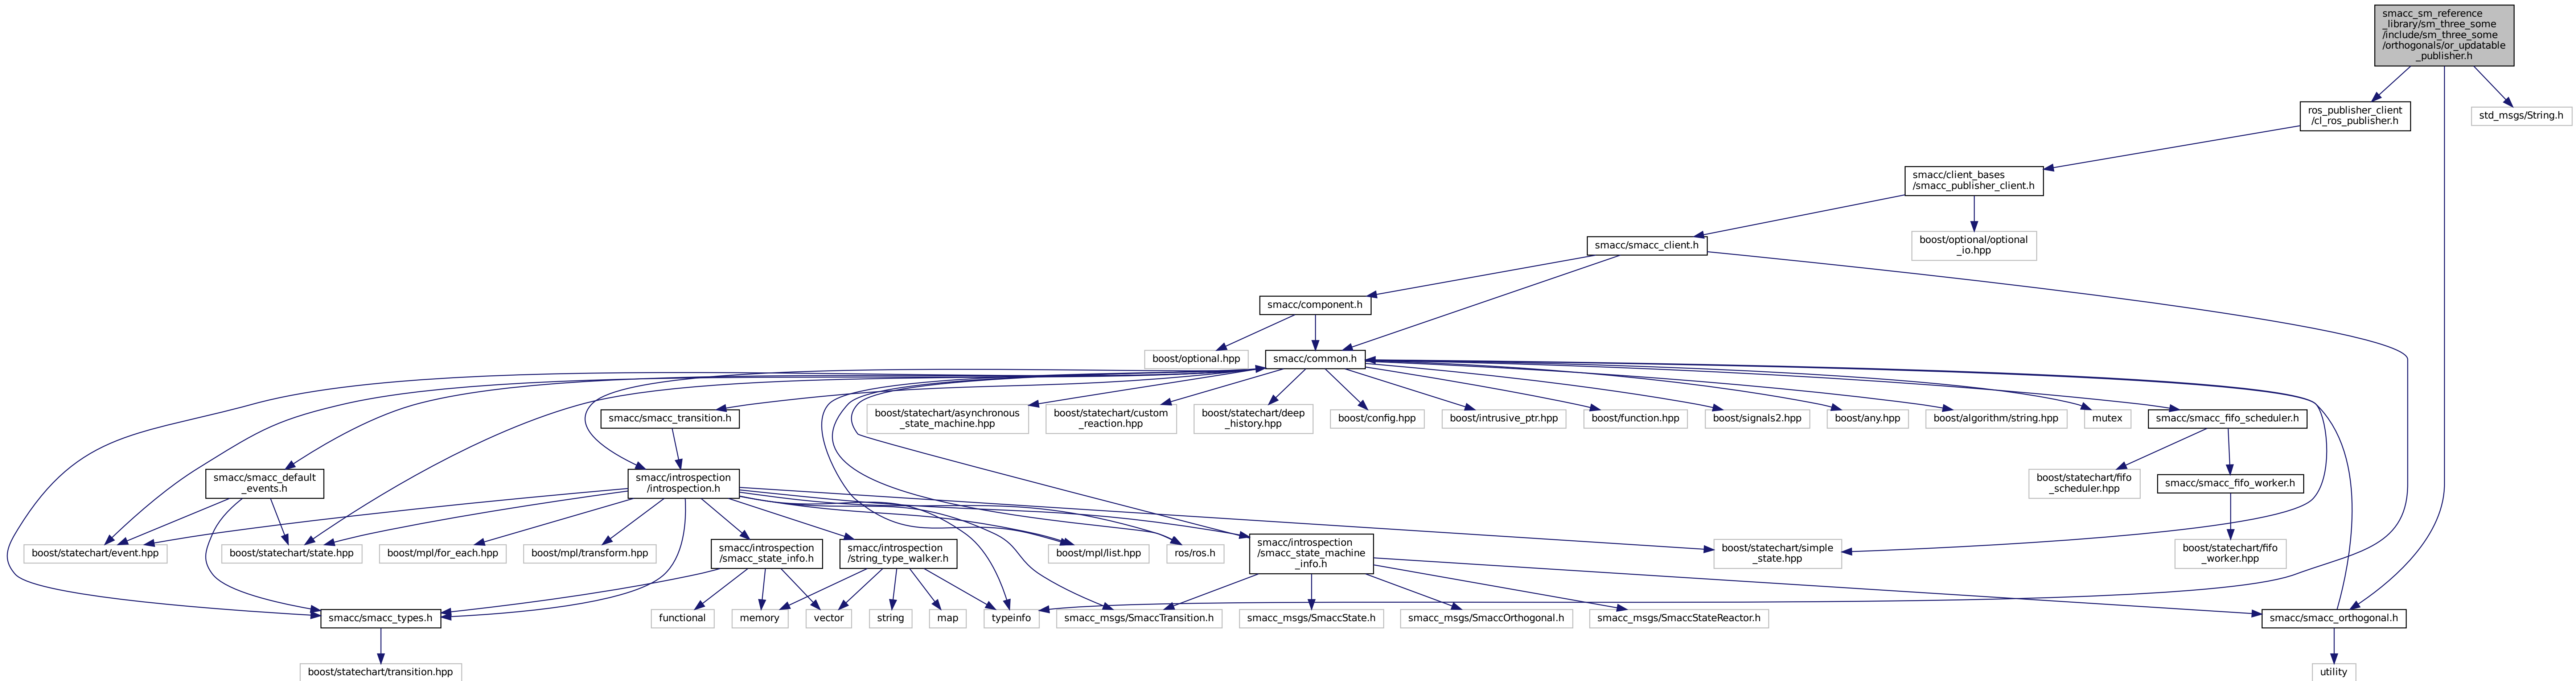 smacc_sm_reference
_library/sm_three_some
/include/sm_three_some
/orthogonals/or_updatable
_publisher.h
ros_publisher_client
/cl_ros_publisher.h
std_msgs/String.h
smacc/client_bases
/smacc_publisher_client.h
smacc/smacc_client.h
boost/optional/optional
_io.hpp
smacc/component.h
boost/optional.hpp
smacc/common.h
smacc/smacc_transition.h
boost/statechart/asynchronous
_state_machine.hpp
boost/statechart/custom
_reaction.hpp
boost/statechart/deep
_history.hpp
boost/config.hpp
boost/intrusive_ptr.hpp
boost/function.hpp
boost/signals2.hpp
boost/any.hpp
boost/algorithm/string.hpp
mutex
smacc/smacc_fifo_scheduler.h
smacc/smacc_default
_events.h
smacc/introspection
/introspection.h
boost/statechart/fifo
_scheduler.hpp
smacc/smacc_fifo_worker.h
boost/statechart/event.hpp
boost/statechart/state.hpp
boost/mpl/for_each.hpp
boost/mpl/transform.hpp
smacc/introspection
/smacc_state_info.h
smacc/introspection
/string_type_walker.h
boost/mpl/list.hpp
ros/ros.h
smacc/introspection
/smacc_state_machine
_info.h
boost/statechart/simple
_state.hpp
boost/statechart/fifo
_worker.hpp
smacc/smacc_types.h
functional
memory
vector
string
map
typeinfo
smacc_msgs/SmaccTransition.h
smacc_msgs/SmaccState.h
smacc_msgs/SmaccOrthogonal.h
smacc_msgs/SmaccStateReactor.h
smacc/smacc_orthogonal.h
boost/statechart/transition.hpp
utility